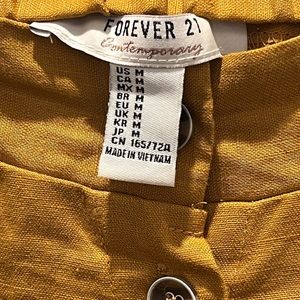 FOREVER 21
Contemporary
US M
CA M
MX M
BR M
EU M
UK M
KR M
JP M
CN 165/72A
MADE IN VIETNAM